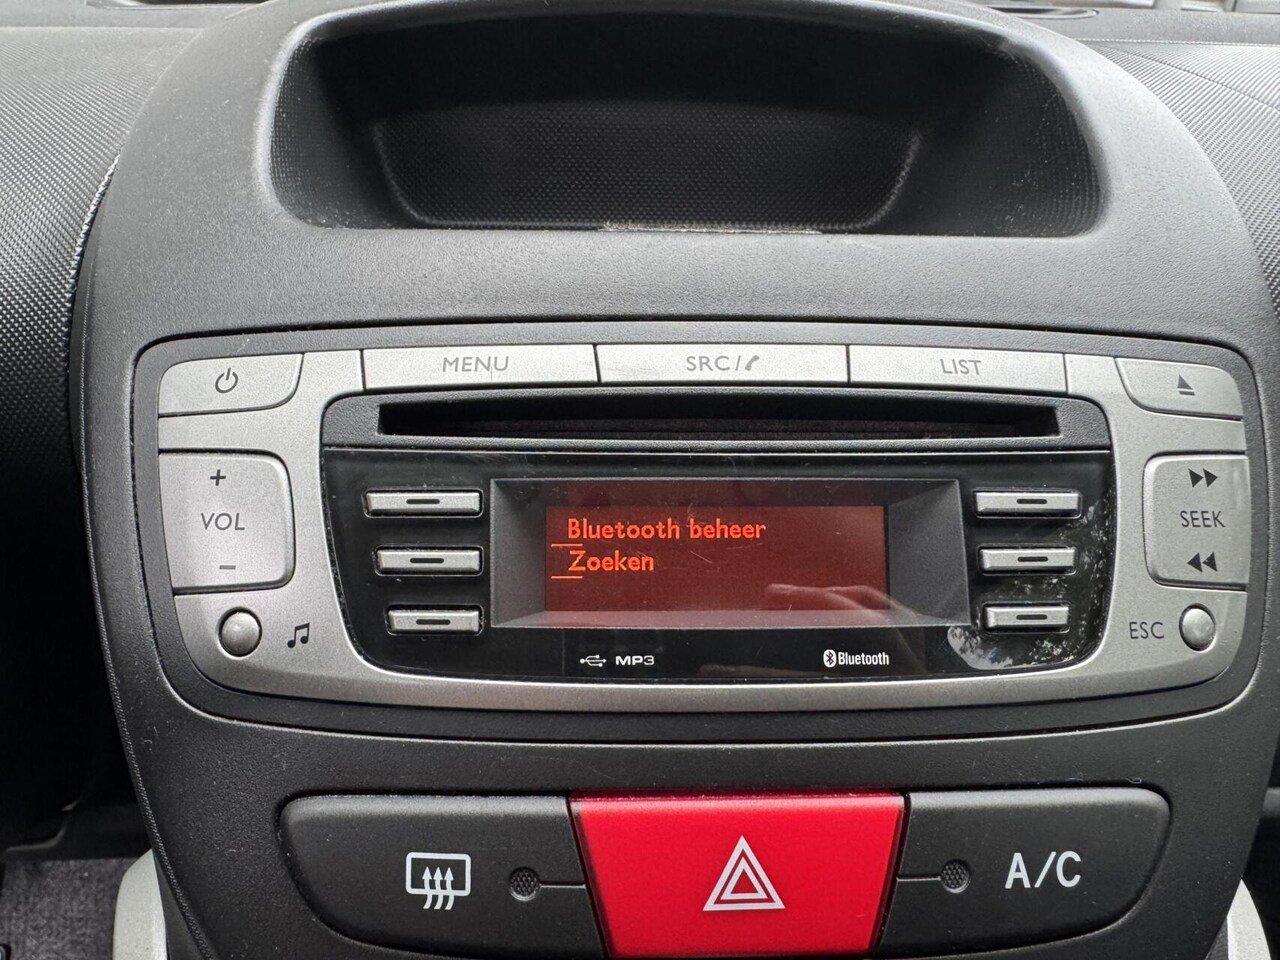 MENU
SRC/
LIST
+
VOL
−
SEEK
Bluetooth beheer
Zoeken
ESC
MP3
Bluetooth
A/C